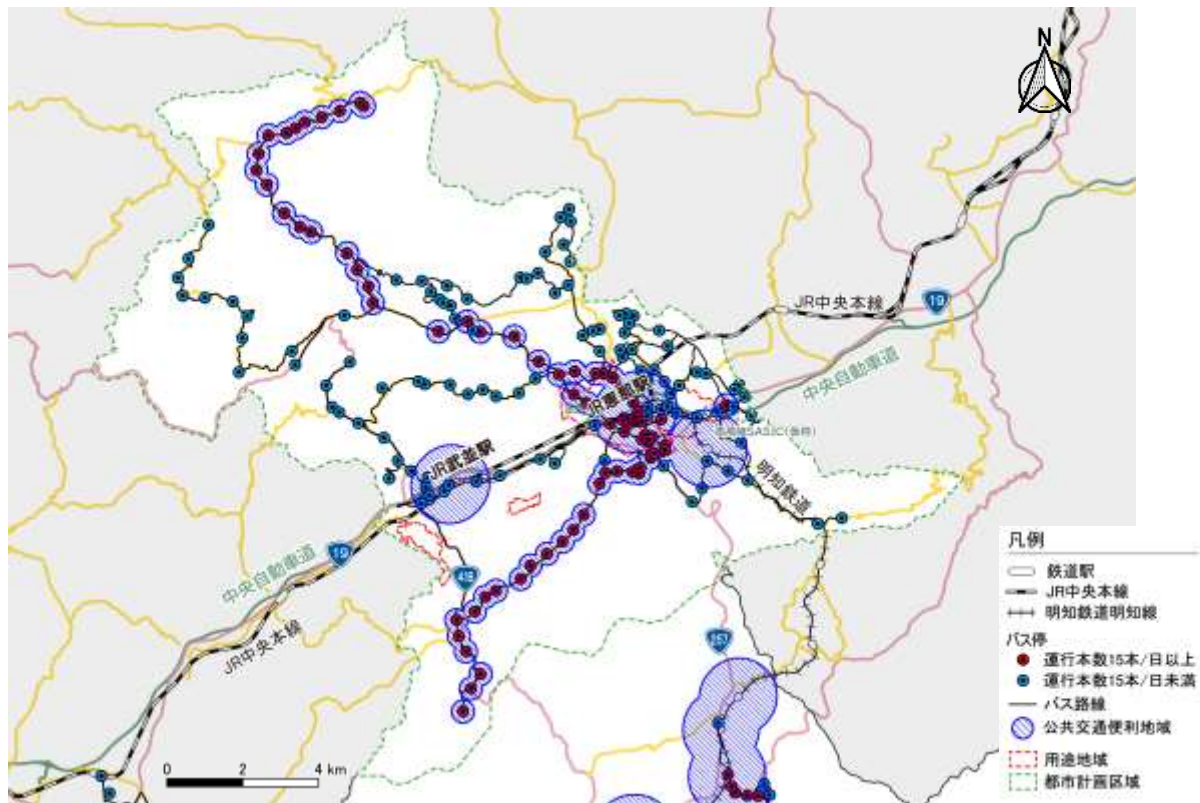 N
JR中央本線
19
中央自動車道
JR恵那駅
JR武並駅
明知鉄道
中央自動車道
19
418
JR中央本線
257
0 2 4 km
凡例
鉄道駅
JR中央本線
明知鉄道明知線
バス停
運行本数15本/日以上
運行本数15本/日未満
バス路線
公共交通便利地域
用途地域
都市計画区域